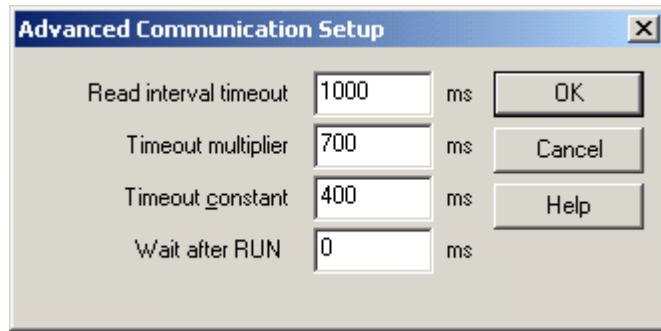 Advanced Communication Setup
Read interval timeout 1000 ms OK
Timeout multiplier 700 ms Cancel
Timeout constant 400 ms Help
Wait after RUN 0 ms